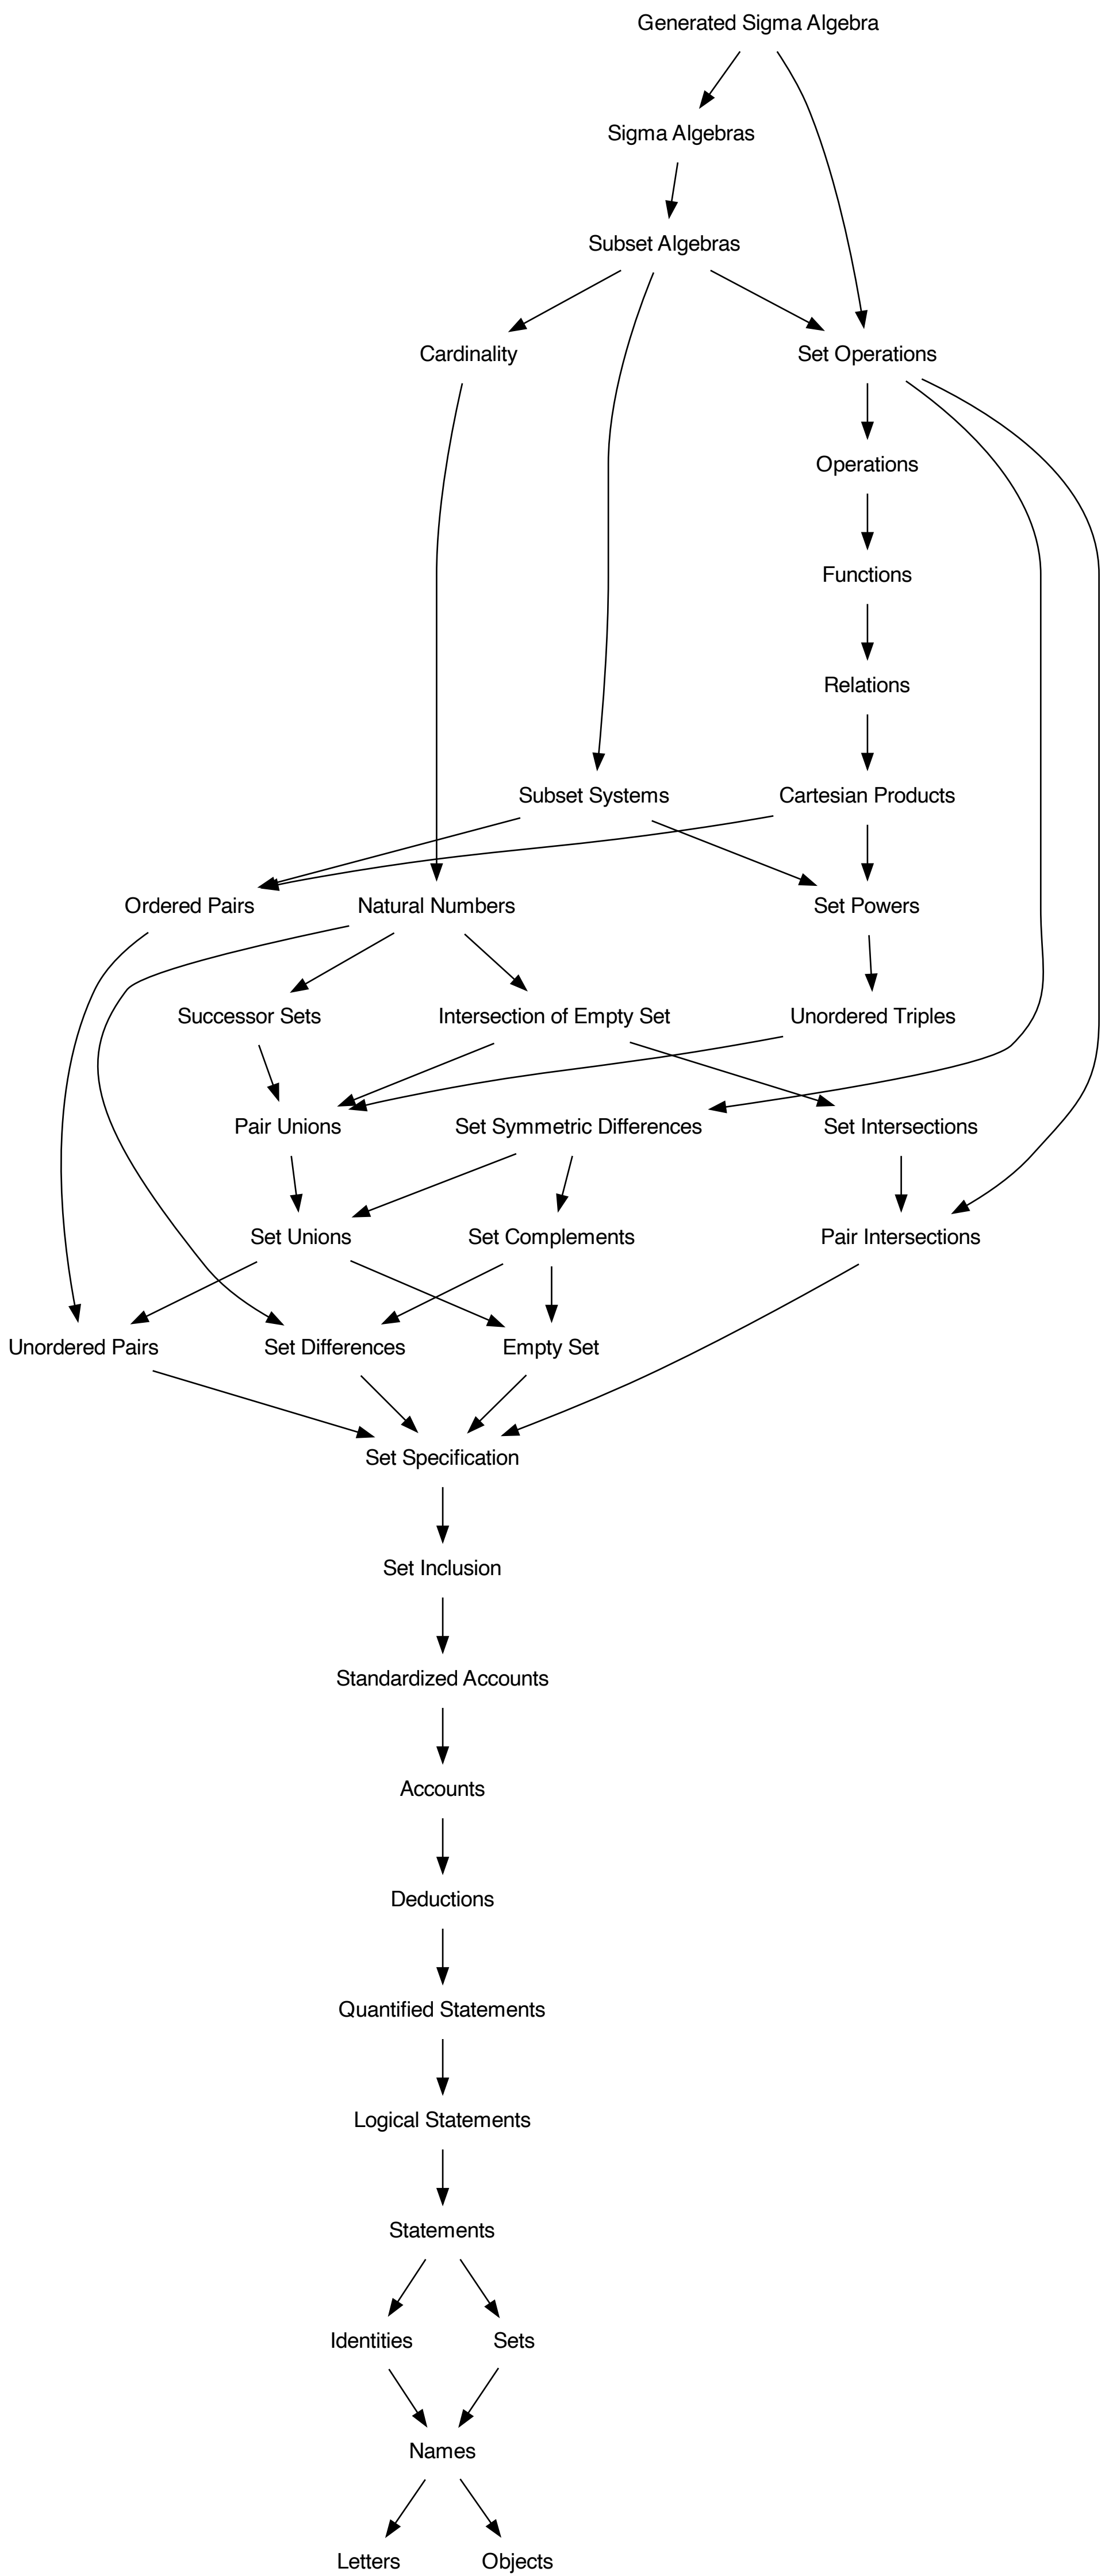 Generated Sigma Algebra
Sigma Algebras
Subset Algebras
Cardinality
Set Operations
Operations
Functions
Relations
Subset Systems
Cartesian Products
Ordered Pairs
Natural Numbers
Set Powers
Successor Sets
Intersection of Empty Set
Unordered Triples
Pair Unions
Set Symmetric Differences
Set Intersections
Set Unions
Set Complements
Pair Intersections
Unordered Pairs
Set Differences
Empty Set
Set Specification
Set Inclusion
Standardized Accounts
Accounts
Deductions
Quantified Statements
Logical Statements
Statements
Identities
Sets
Names
Letters
Objects